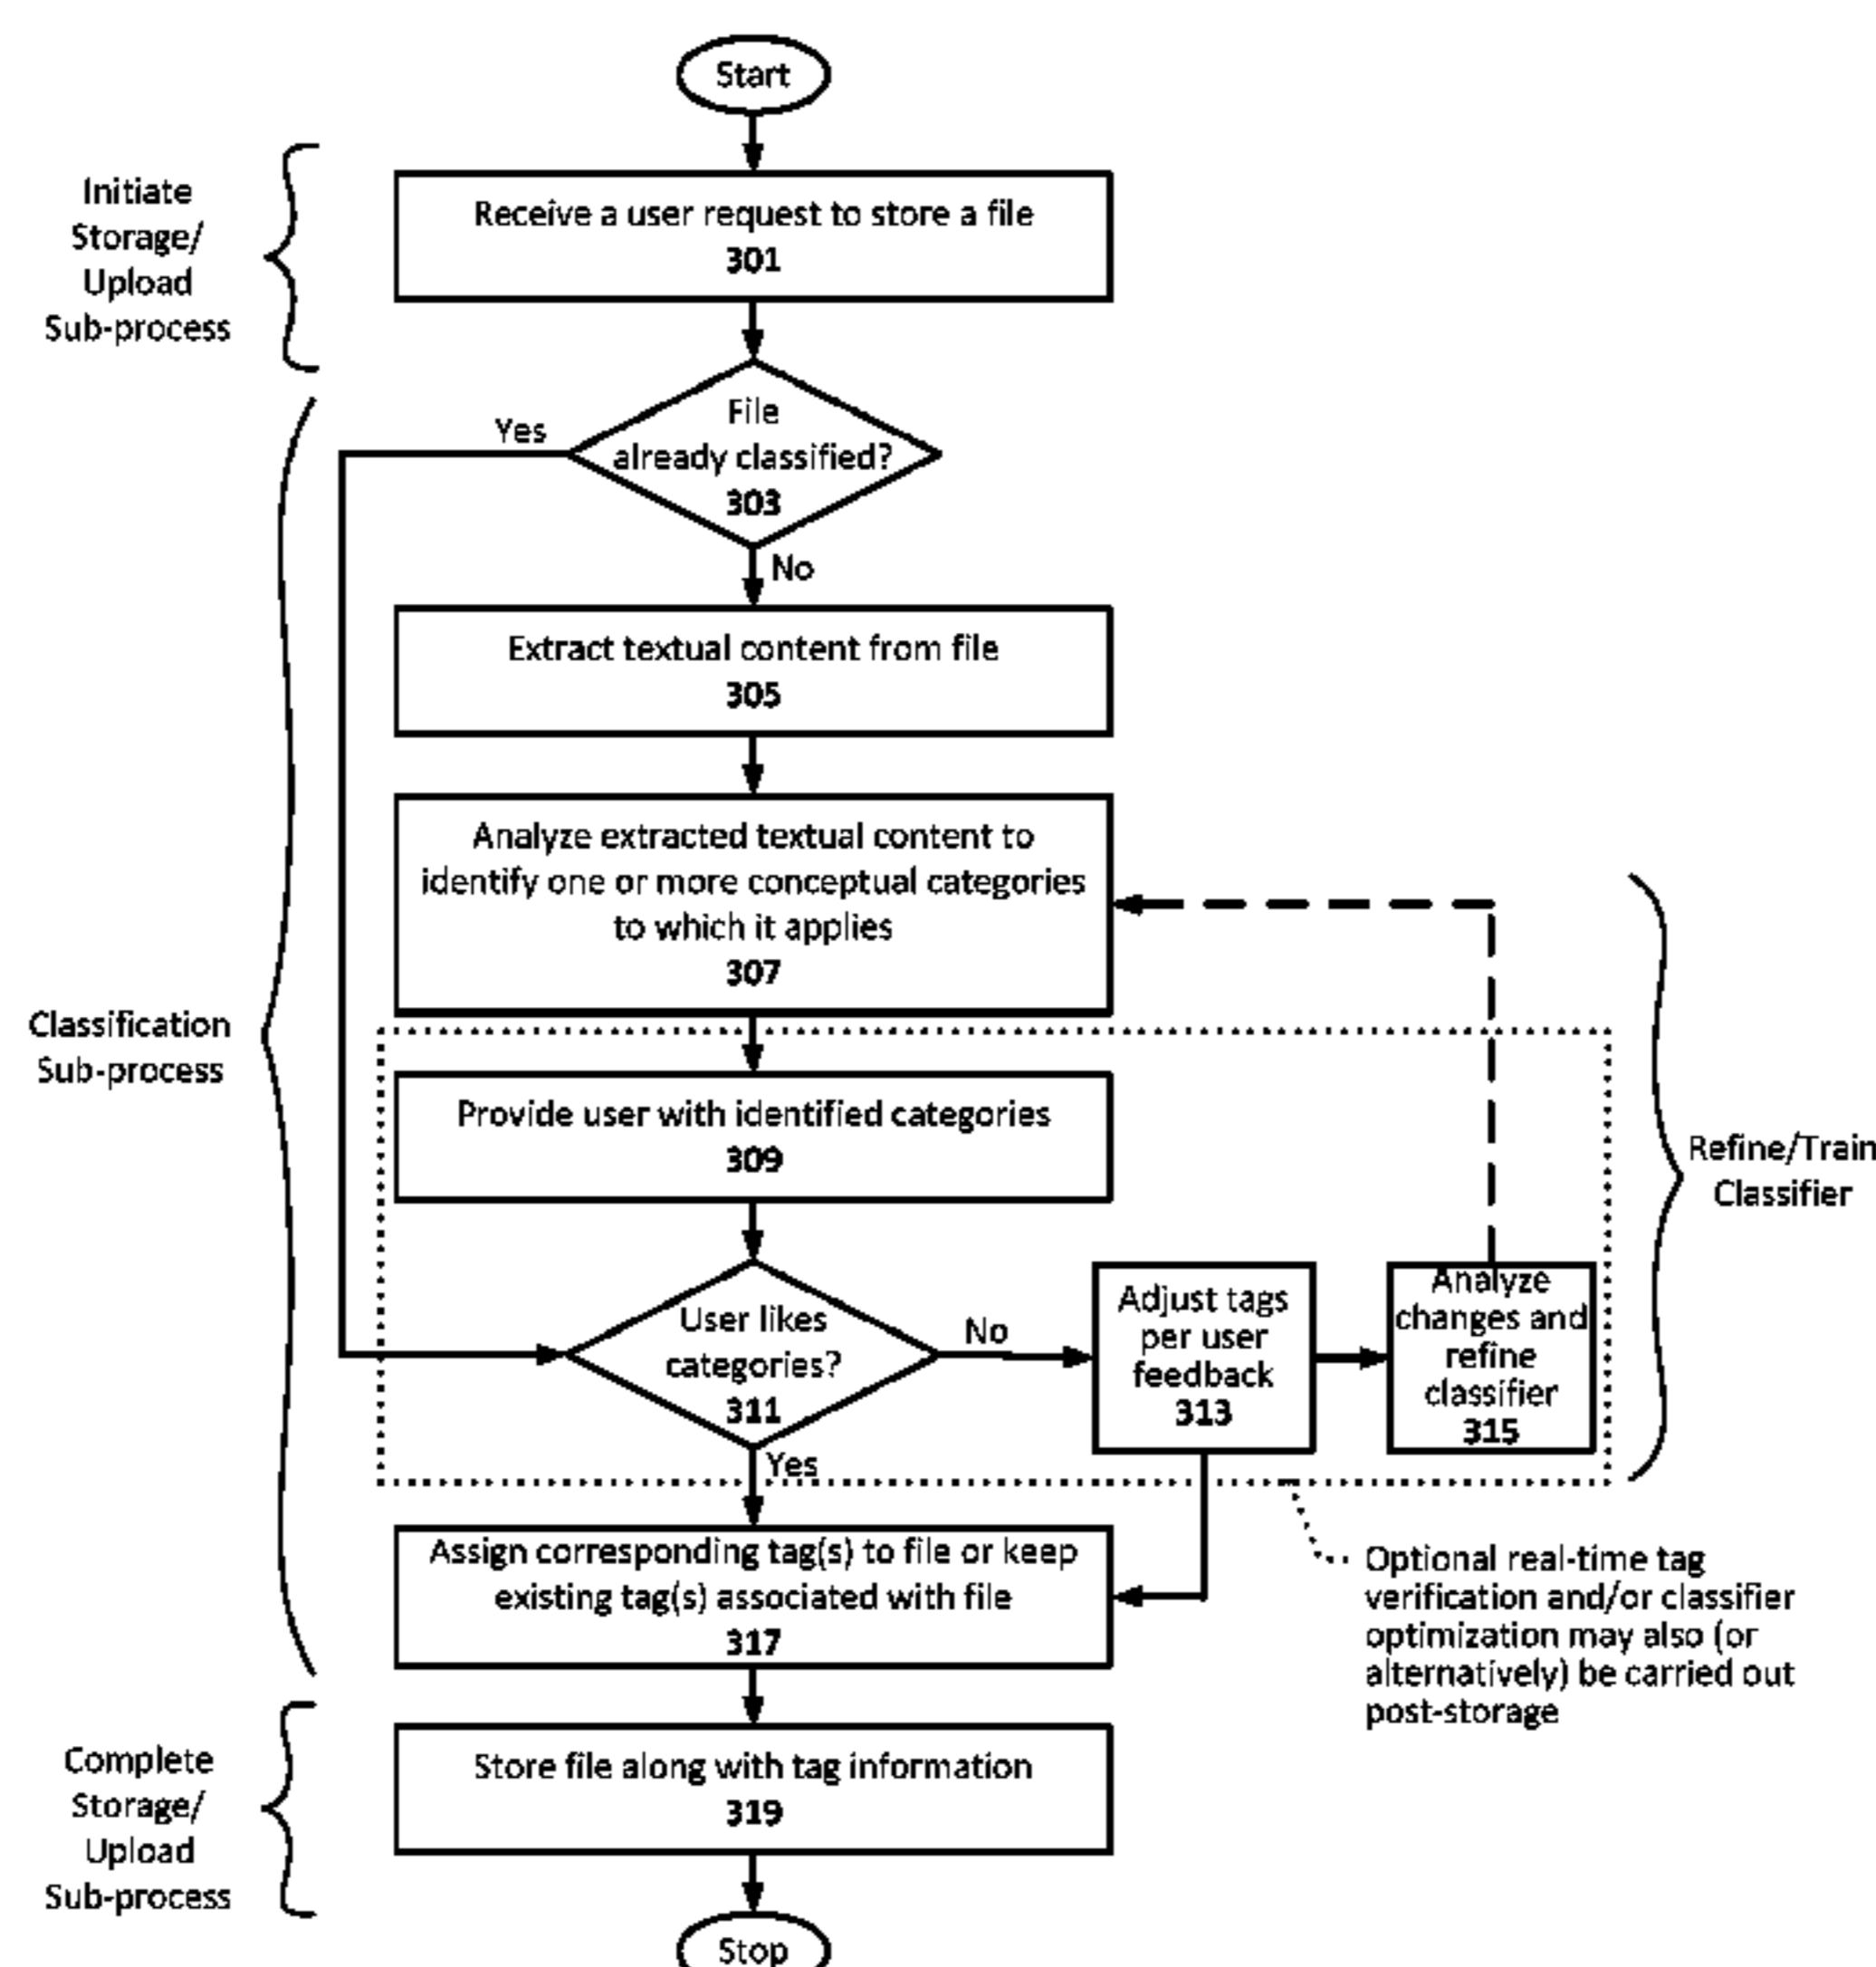 Start
Initiate
Storage/
Upload
Sub-process
Receive a user request to store a file
301
File
already classified?
303
Yes
No
Extract textual content from file
305
Analyze extracted textual content to
identify one or more conceptual categories
to which it applies
307
Classification
Sub-process
Provide user with identified categories
309
Refine/Train
Classifier
User likes
categories?
311
No
Yes
Adjust tags
per user
feedback
313
Analyze
changes and
refine
classifier
315
Assign corresponding tag(s) to file or keep
existing tag(s) associated with file
317
Optional real-time tag
verification and/or classifier
optimization may also (or
alternatively) be carried out
post-storage
Complete
Storage/
Upload
Sub-process
Store file along with tag information
319
Stop